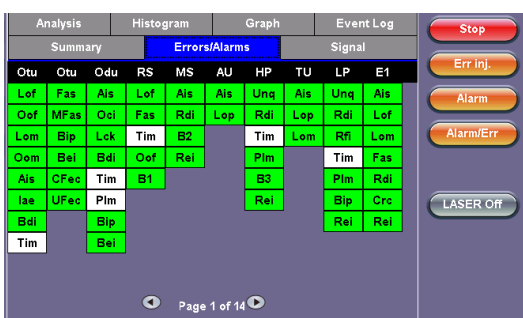 Analysis Histogram Graph Event Log
Summary Errors/Alarms Signal
Otu Otu Odu RS MS AU HP TU LP E1
Lof Fas Ais Lof Ais Ais Unq Ais Unq Ais
Oof MFas Oci Fas Rdi Lop Rdi Lop Rdi Lof
Lom Bip Lck Tim B2 Tim Lom Rfi Lom
Oom Bei Bdi Oof Rei Plm Tim Fas
Ais CFec Tim B1 B3 Plm Rdi
Iae UFec Plm Rei Bip Crc
Bdi Bip Rei Rei
Tim Bei
Page 1 of 14
Stop
Err inj.
Alarm
Alarm/Err
LASER Off